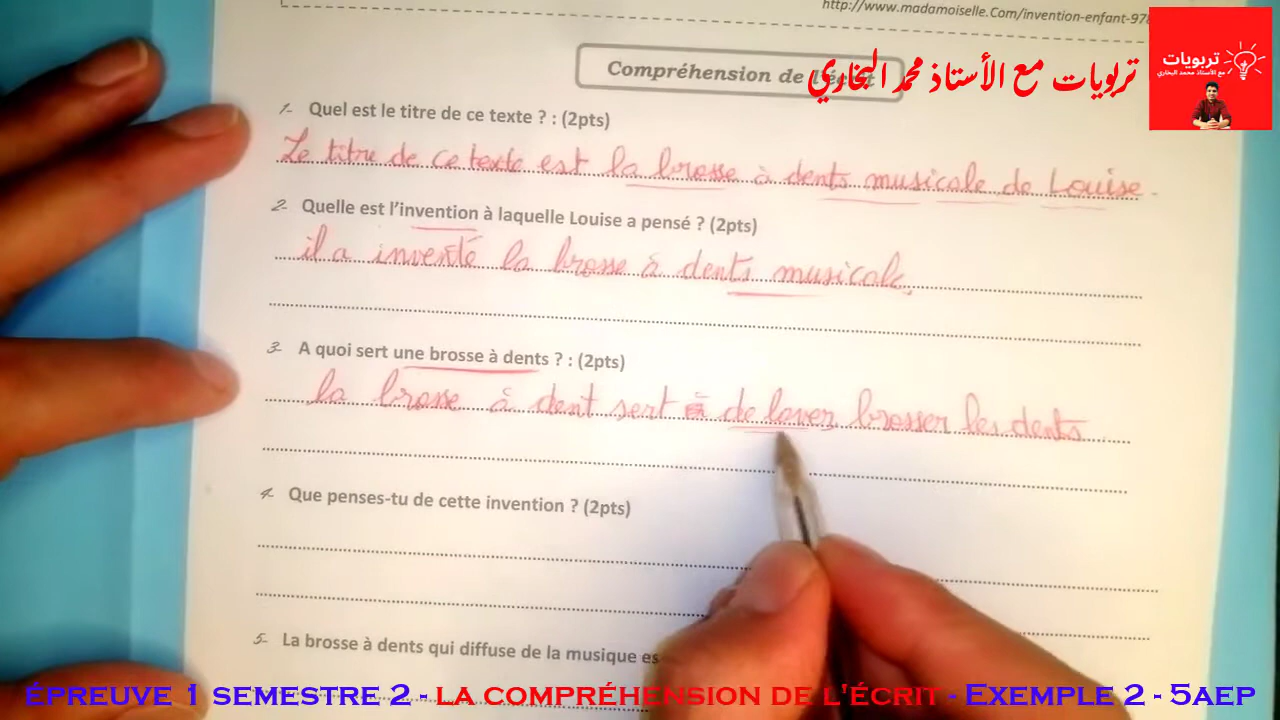 http://www.madamoiselle.Com/invention-enfant-978
Compréhension de l'écrit
تربويات مع الأستاذ محمد البخاري
تربويات
مع الأستاذ محمد البخاري
1- Quel est le titre de ce texte ? : (2pts)
Le titre de ce texte est la brosse à dents musicale de Louise.
2- Quelle est l'invention à laquelle Louise a pensé ? (2pts)
il a inventé la brosse à dents musicale.
3- A quoi sert une brosse à dents ? : (2pts)
la brosse à dent sert à de laver brosser les dents
4- Que penses-tu de cette invention ? (2pts)
5- La brosse à dents qui diffuse de la musique es
épreuve 1 semestre 2 - la compréhension de l'écrit - Exemple 2 - 5aep